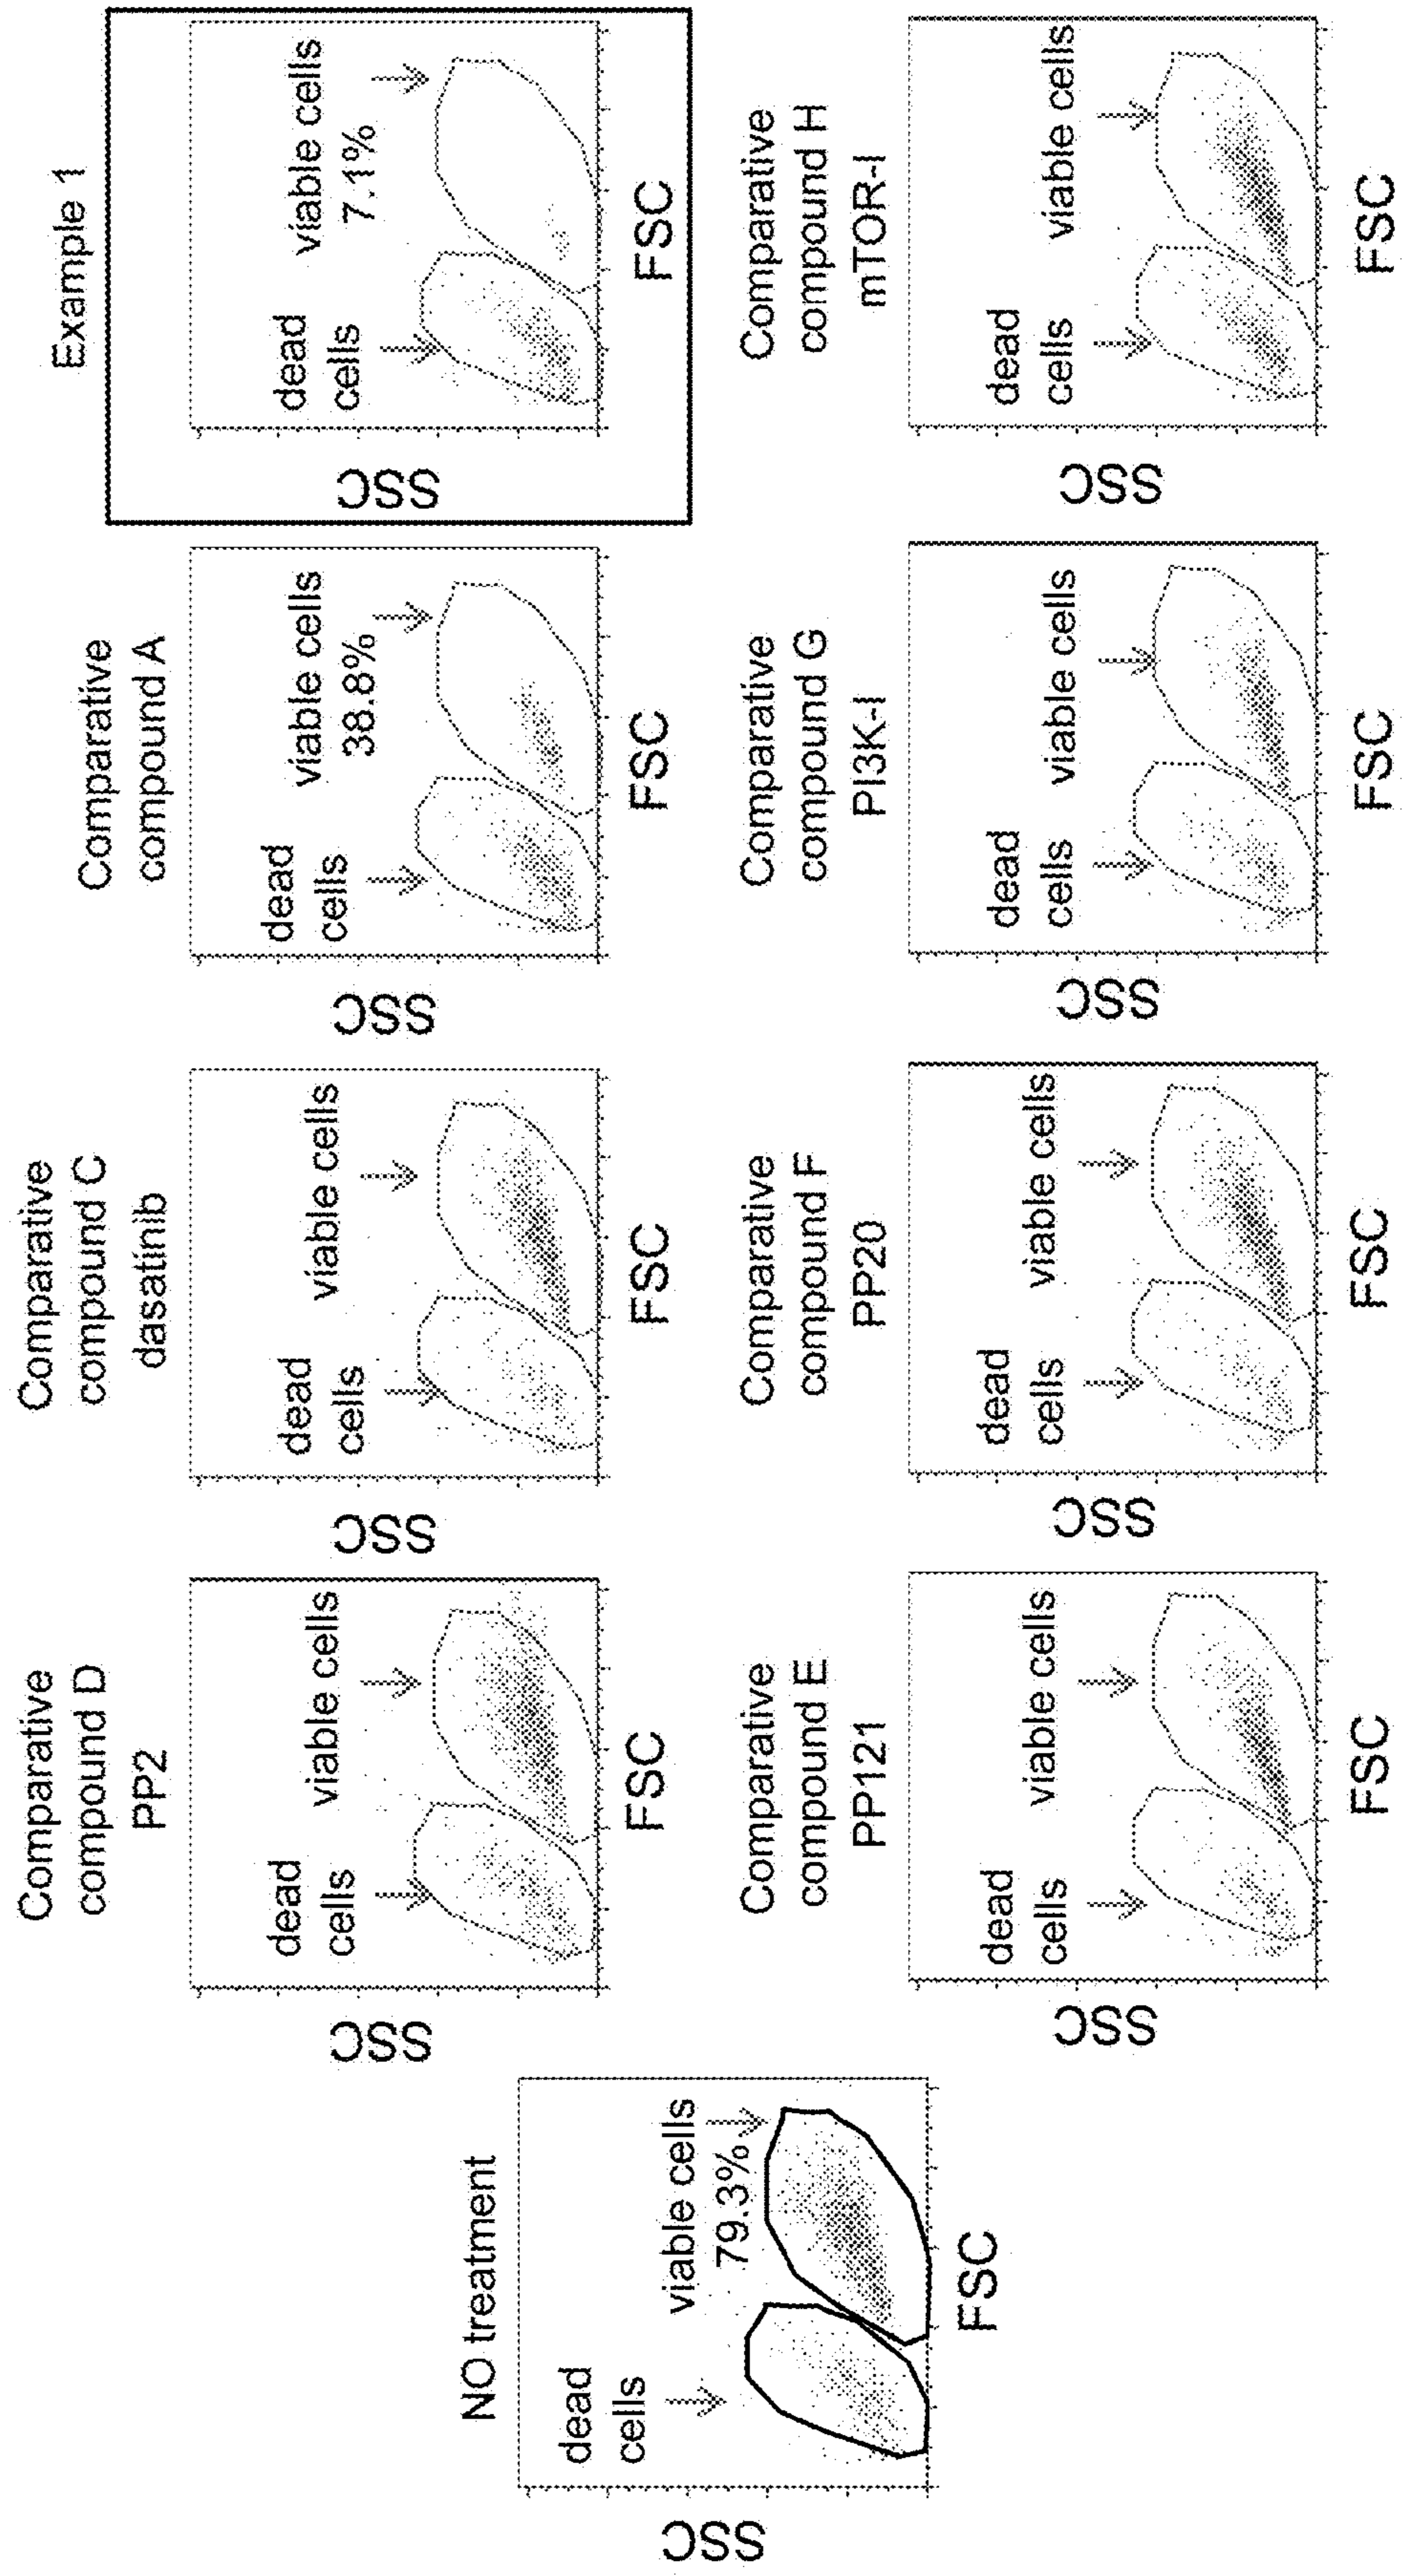 NO treatment
dead
cells
viable cells
79.3%
SSC
FSC
Comparative
compound D
PP2
dead
cells
viable cells
SSC
FSC
Comparative
compound C
dasatinib
dead
cells
viable cells
SSC
FSC
Comparative
compound A
dead
cells
viable cells
38.8%
SSC
FSC
Example 1
dead
cells
viable cells
7.1%
SSC
FSC
Comparative
compound E
PP121
dead
cells
viable cells
SSC
FSC
Comparative
compound F
PP20
dead
cells
viable cells
SSC
FSC
Comparative
compound G
PI3K-I
dead
cells
viable cells
SSC
FSC
Comparative
compound H
mTOR-I
dead
cells
viable cells
SSC
FSC